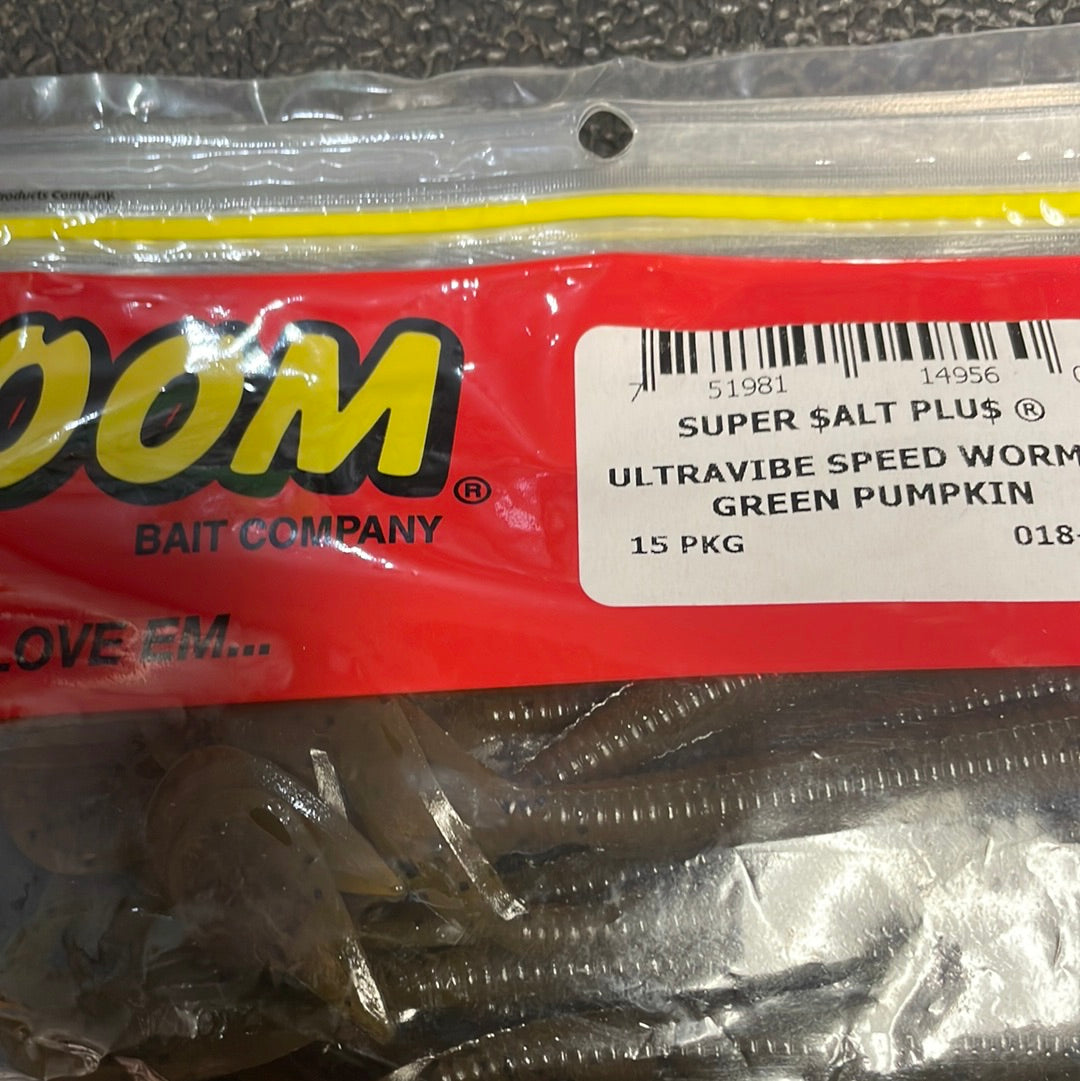 Products Company.
OOM ®
BAIT COMPANY
LOVE EM...
7 51981 14956
SUPER $ALT PLU$ ®
ULTRAVIBE SPEED WORM
GREEN PUMPKIN
15 PKG 018-